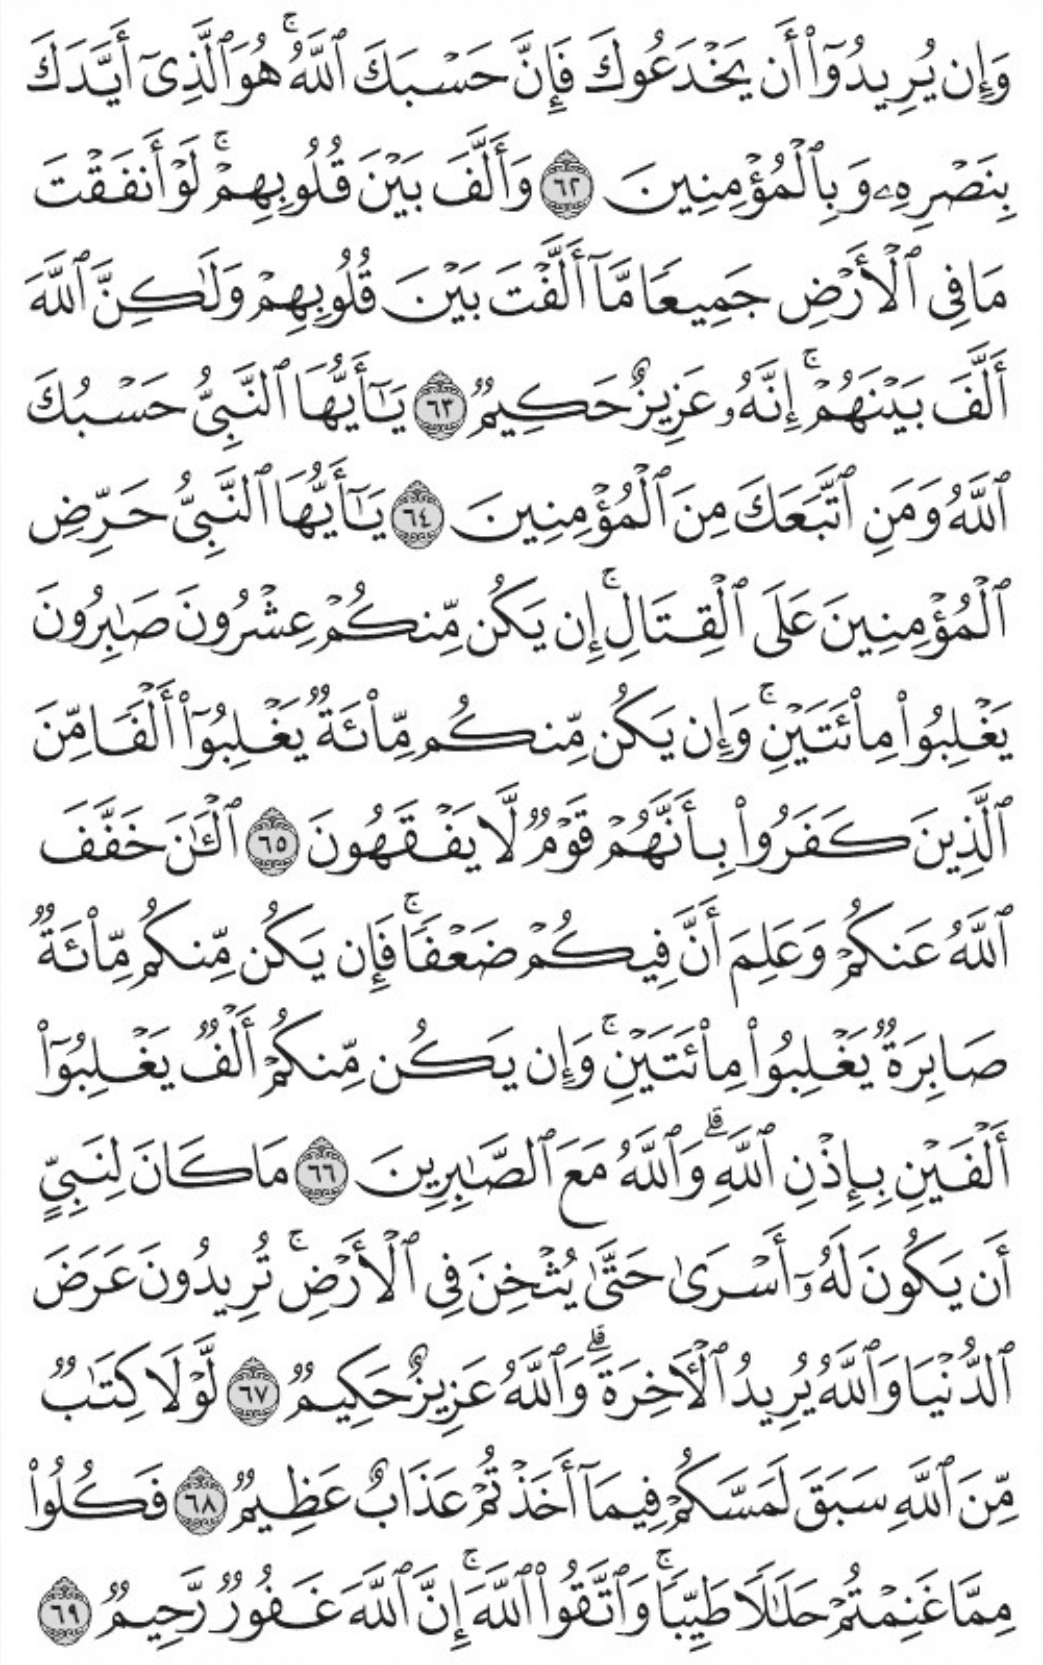 وَإِن يُرِيدُوٓا۟ أَن يَخْدَعُوكَ فَإِنَّ حَسْبَكَ ٱللَّهُ ۚ هُوَ ٱلَّذِىٓ أَيَّدَكَ
بِنَصْرِهِۦ وَبِٱلْمُؤْمِنِينَ ٦٢ وَأَلَّفَ بَيْنَ قُلُوبِهِمْ ۚ لَوْ أَنفَقْتَ
مَا فِى ٱلْأَرْضِ جَمِيعًا مَّآ أَلَّفْتَ بَيْنَ قُلُوبِهِمْ وَلَٰكِنَّ ٱللَّهَ
أَلَّفَ بَيْنَهُمْ ۚ إِنَّهُۥ عَزِيزٌ حَكِيمٌ ٦٣ يَٰٓأَيُّهَا ٱلنَّبِىُّ حَسْبُكَ
ٱللَّهُ وَمَنِ ٱتَّبَعَكَ مِنَ ٱلْمُؤْمِنِينَ ٦٤ يَٰٓأَيُّهَا ٱلنَّبِىُّ حَرِّضِ
ٱلْمُؤْمِنِينَ عَلَى ٱلْقِتَالِ ۚ إِن يَكُن مِّنكُمْ عِشْرُونَ صَٰبِرُونَ
يَغْلِبُوا۟ مِا۟ئَتَيْنِ ۚ وَإِن يَكُن مِّنكُم مِّا۟ئَةٌ يَغْلِبُوٓا۟ أَلْفًا مِّنَ
ٱلَّذِينَ كَفَرُوا۟ بِأَنَّهُمْ قَوْمٌ لَّا يَفْقَهُونَ ٦٥ ٱلْـَٰٔنَ خَفَّفَ
ٱللَّهُ عَنكُمْ وَعَلِمَ أَنَّ فِيكُمْ ضَعْفًا ۚ فَإِن يَكُن مِّنكُم مِّا۟ئَةٌ
صَابِرَةٌ يَغْلِبُوا۟ مِا۟ئَتَيْنِ ۚ وَإِن يَكُن مِّنكُمْ أَلْفٌ يَغْلِبُوٓا۟
أَلْفَيْنِ بِإِذْنِ ٱللَّهِ ۗ وَٱللَّهُ مَعَ ٱلصَّٰبِرِينَ ٦٦ مَا كَانَ لِنَبِىٍّ
أَن يَكُونَ لَهُۥٓ أَسْرَىٰ حَتَّىٰ يُثْخِنَ فِى ٱلْأَرْضِ ۚ تُرِيدُونَ عَرَضَ
ٱلدُّنْيَا وَٱللَّهُ يُرِيدُ ٱلْـَٔاخِرَةَ ۗ وَٱللَّهُ عَزِيزٌ حَكِيمٌ ٦٧ لَّوْلَا كِتَٰبٌ
مِّنَ ٱللَّهِ سَبَقَ لَمَسَّكُمْ فِيمَآ أَخَذْتُمْ عَذَابٌ عَظِيمٌ ٦٨ فَكُلُوا۟
مِمَّا غَنِمْتُمْ حَلَٰلًا طَيِّبًا ۚ وَٱتَّقُوا۟ ٱللَّهَ ۚ إِنَّ ٱللَّهَ غَفُورٌ رَّحِيمٌ ٦٩